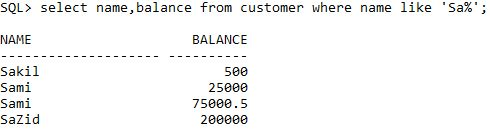 SQL> select name,balance from customer where name like 'Sa%';
NAME                    BALANCE
-------------------- ----------
Sakil                       500
Sami                      25000
Sami                    75000.5
SaZid                    200000